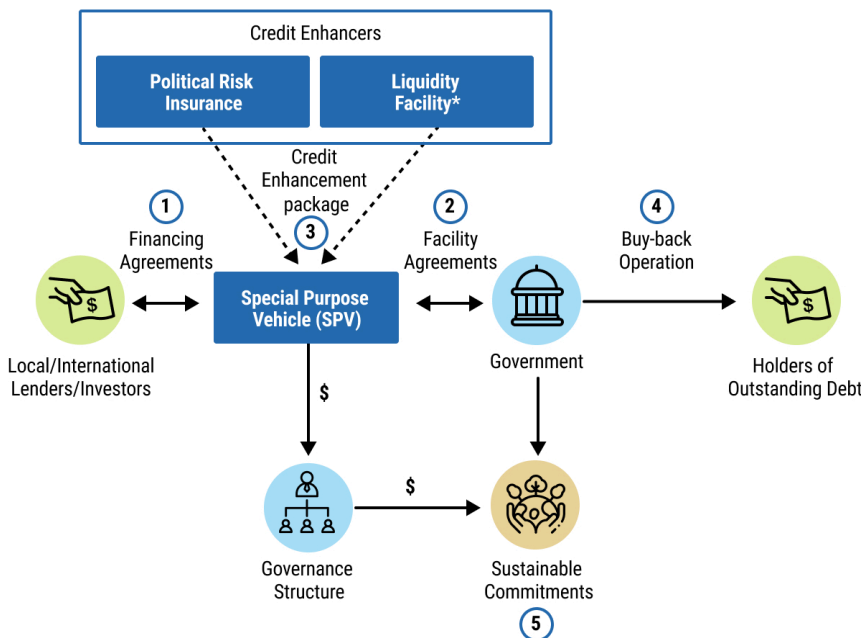 Credit Enhancers
Political Risk
Insurance
Liquidity
Facility*
Credit
Enhancement
package
3
1
Financing
Agreements
2
Facility
Agreements
4
Buy-back
Operation
$
Local/International
Lenders/Investors
Special Purpose
Vehicle (SPV)
Government
$
Holders of
Outstanding Debt
$
$
Governance
Structure
Sustainable
Commitments
5